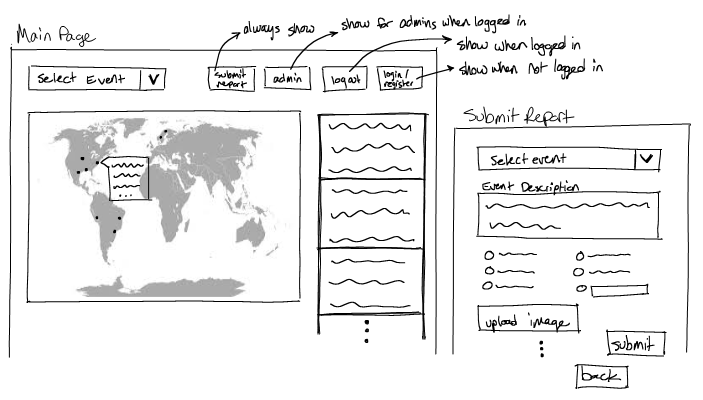 Main Page
always show
show for admins when logged in
show when logged in
show when not logged in
Select Event
submit
report
admin
logout
login /
register
Submit Report
Select event
Event Description
upload image
submit
back